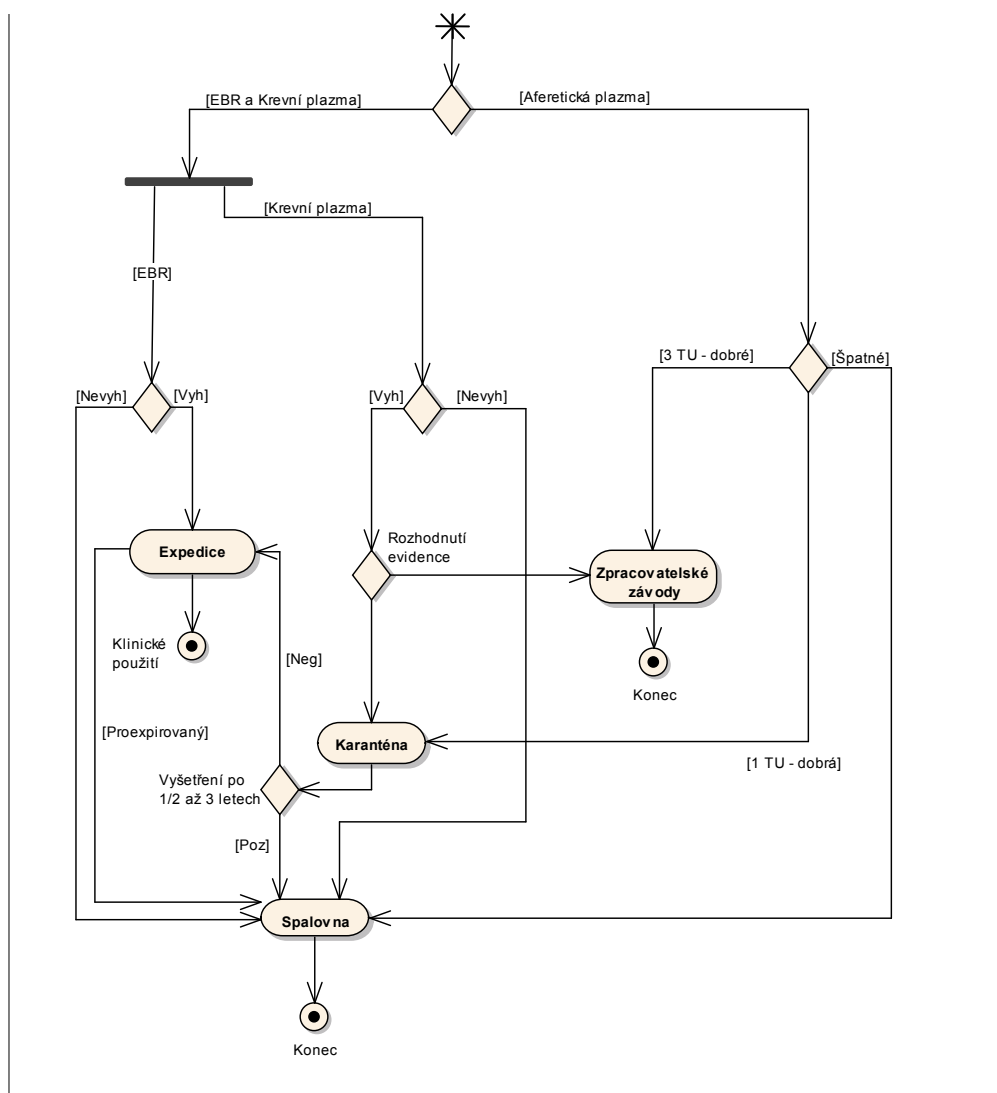 [EBR a Krevní plazma]
[Aferetická plazma]
[Krevní plazma]
[EBR]
[3 TU - dobré]
[Špatné]
[Nevyh]
[Vyh]
[Vyh]
[Nevyh]
Rozhodnutí
evidence
Expedice
Zpracovatelské
závody
Klinické
použití
[Neg]
Konec
[Proexpirovaný]
Karanténa
[1 TU - dobrá]
Vyšetření po
1/2 až 3 letech
[Poz]
Spalovna
Konec